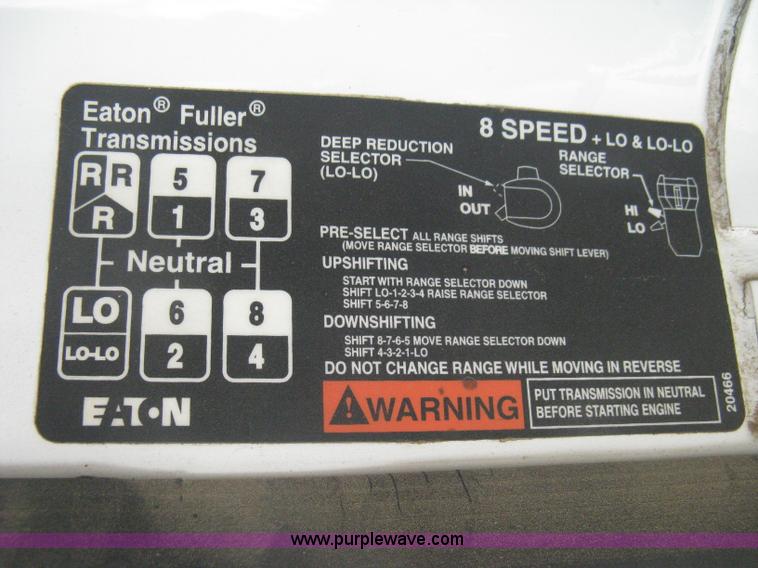 Eaton® Fuller®
Transmissions
8 SPEED + LO & LO-LO
DEEP REDUCTION
SELECTOR
(LO-LO)
IN
OUT
RANGE
SELECTOR
HI
LO
R R
R
5
1
7
3
Neutral
LO
LO-LO
6
2
8
4
PRE-SELECT ALL RANGE SHIFTS
(MOVE RANGE SELECTOR BEFORE MOVING SHIFT LEVER)
UPSHIFTING
START WITH RANGE SELECTOR DOWN
SHIFT LO-1-2-3-4 RAISE RANGE SELECTOR
SHIFT 5-6-7-8
DOWNSHIFTING
SHIFT 8-7-6-5 MOVE RANGE SELECTOR DOWN
SHIFT 4-3-2-1-LO
DO NOT CHANGE RANGE WHILE MOVING IN REVERSE
EATON
WARNING
PUT TRANSMISSION IN NEUTRAL
BEFORE STARTING ENGINE
20466
www.purplewave.com